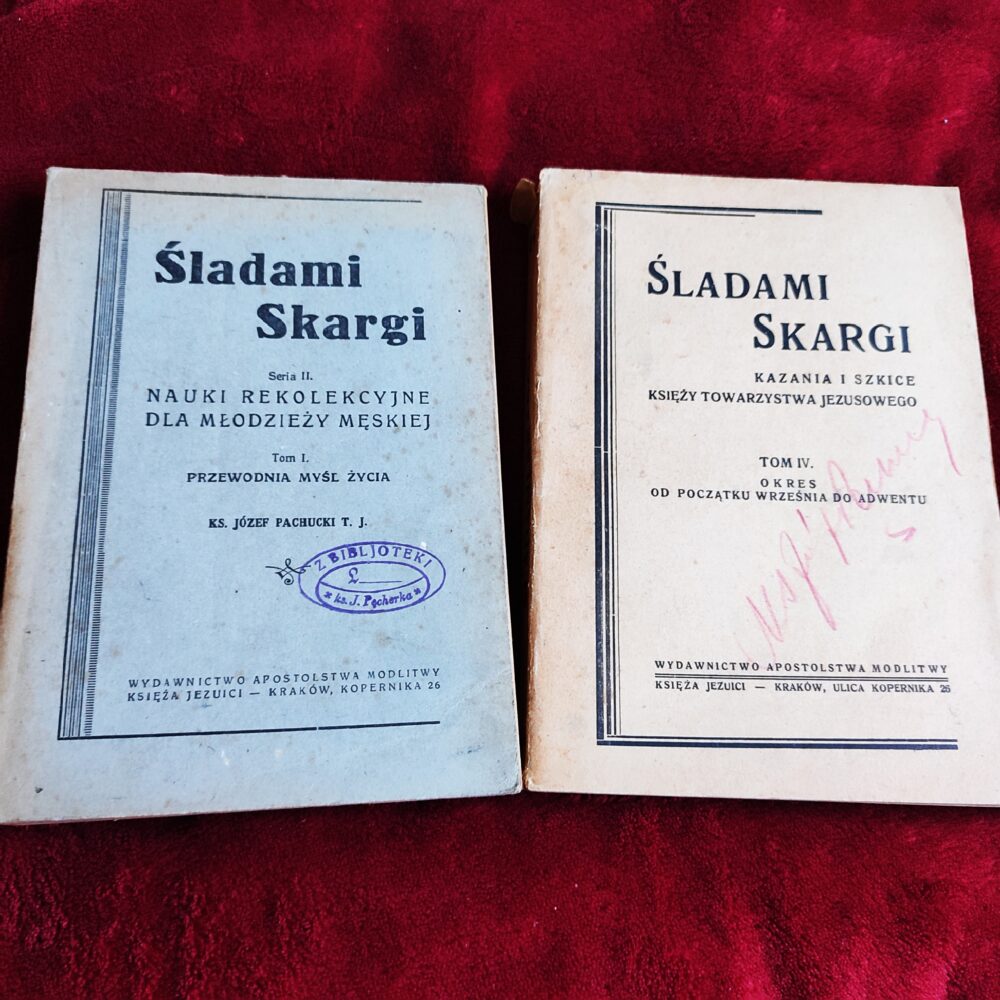 Śladami
Skargi
Seria II.
NAUKI REKOLEKCYJNE
DLA MŁODZIEŻY MĘSKIEJ
Tom I.
PRZEWODNIA MYŚL ŻYCIA
KS. JÓZEF PACHUCKI T. J.
Z BIBLJOTEKI
L
* ks. J. Pęcherka *
WYDAWNICTWO APOSTOLSTWA MODLITWY
KSIĘŻA JEZUICI — KRAKÓW, KOPERNIKA 26
ŚLADAMI
SKARGI
KAZANIA I SZKICE
KSIĘŻY TOWARZYSTWA JEZUSOWEGO
TOM IV.
OKRES
OD POCZĄTKU WRZEŚNIA DO ADWENTU
WYDAWNICTWO APOSTOLSTWA MODLITWY
KSIĘŻA JEZUICI — KRAKÓW, ULICA KOPERNIKA 26